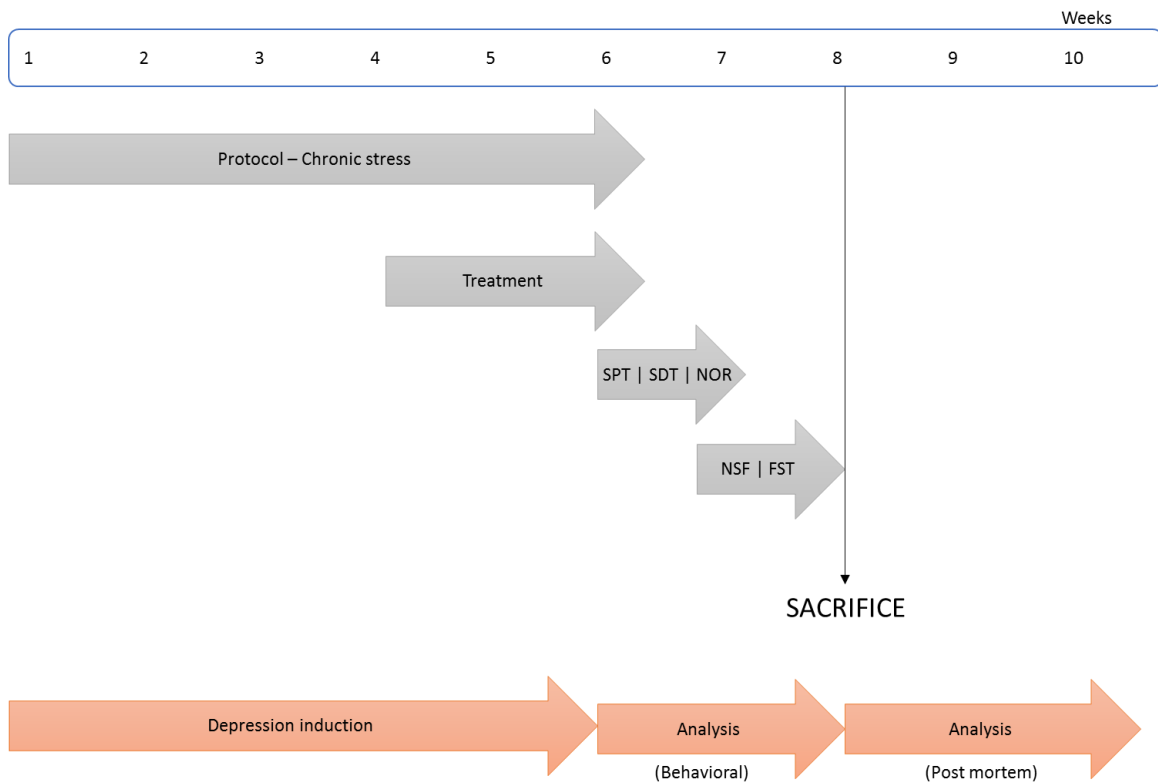 Weeks
1 2 3 4 5 6 7 8 9 10
Protocol – Chronic stress
Treatment
SPT | SDT | NOR
NSF | FST
SACRIFICE
Depression induction
Analysis
(Behavioral)
Analysis
(Post mortem)